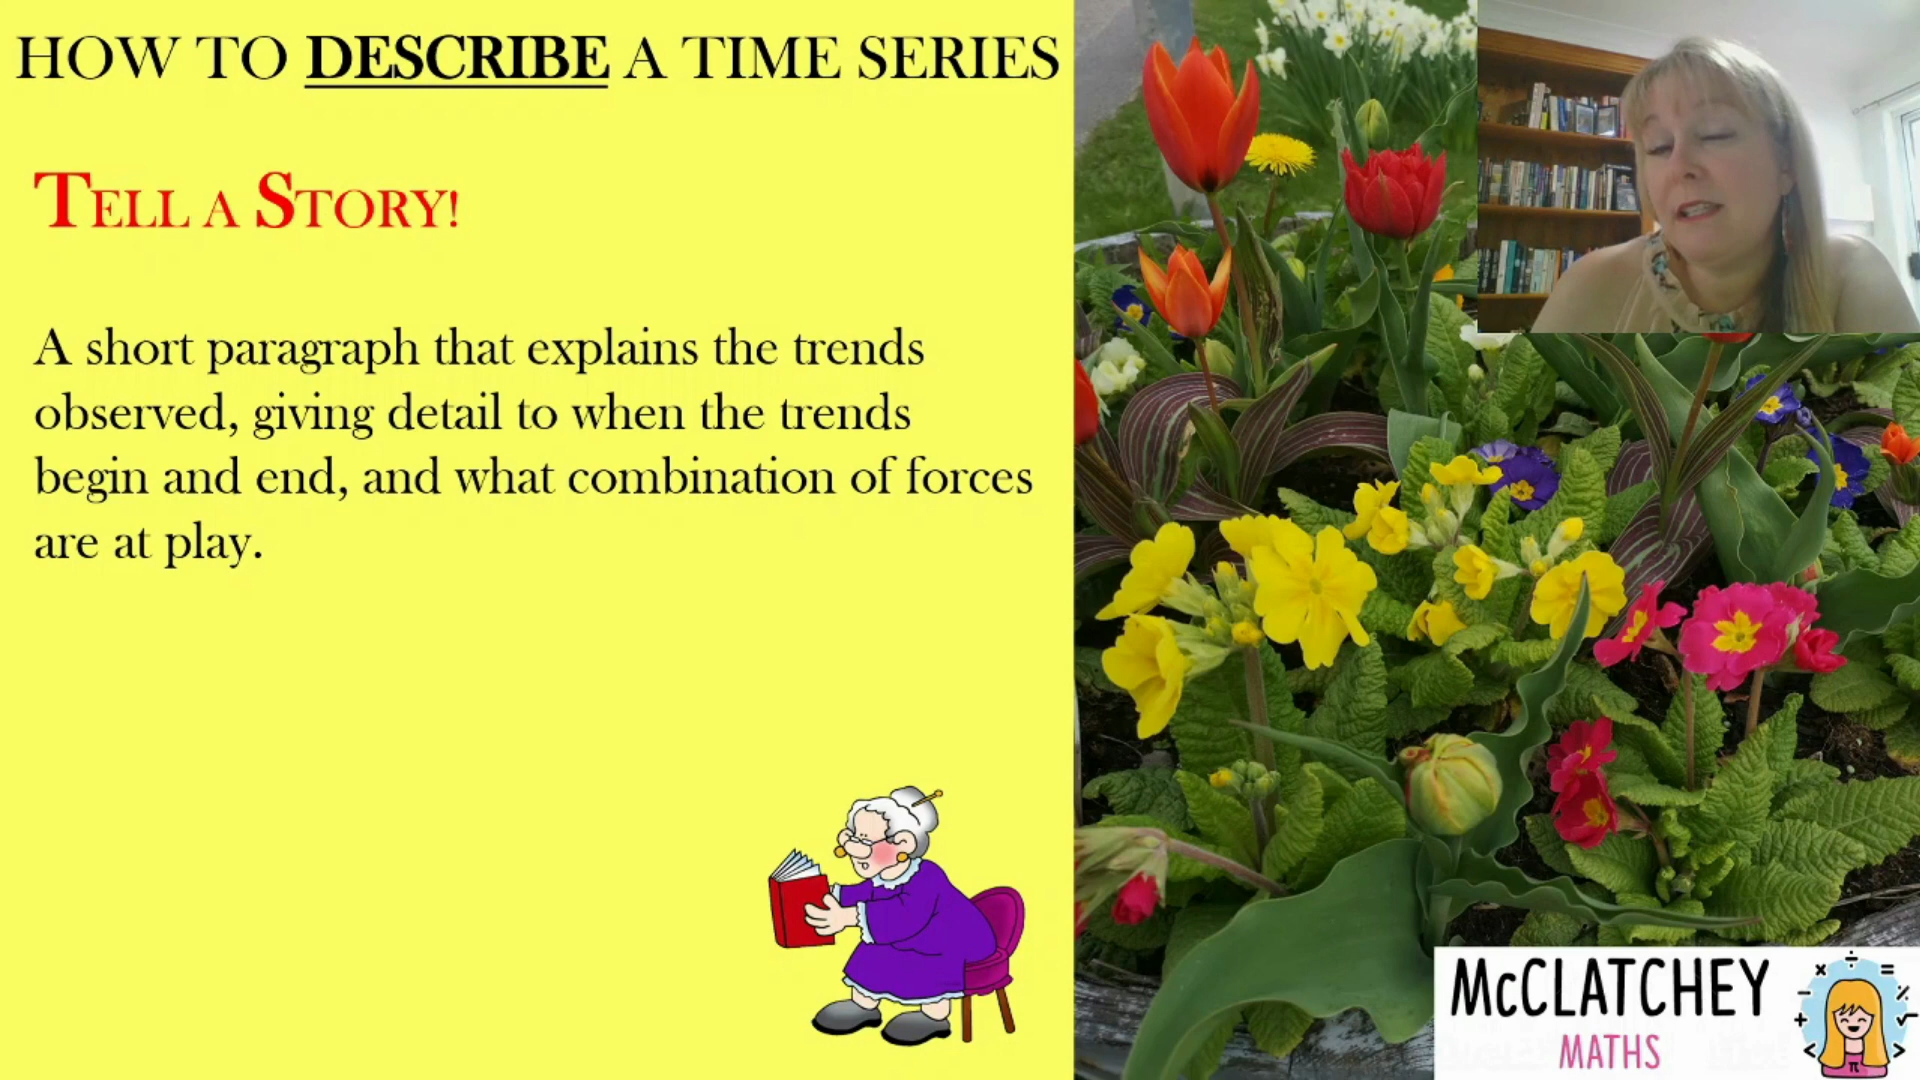 HOW TO DESCRIBE A TIME SERIES
TELL A STORY!
A short paragraph that explains the trends
observed, giving detail to when the trends
begin and end, and what combination of forces
are at play.
McCLATCHEY
MATHS